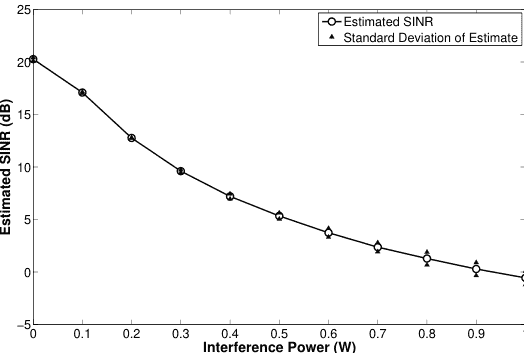 25
20
15
10
5
0
−5
Estimated SINR (dB)
Estimated SINR
Standard Deviation of Estimate
0 0.1 0.2 0.3 0.4 0.5 0.6 0.7 0.8 0.9
Interference Power (W)